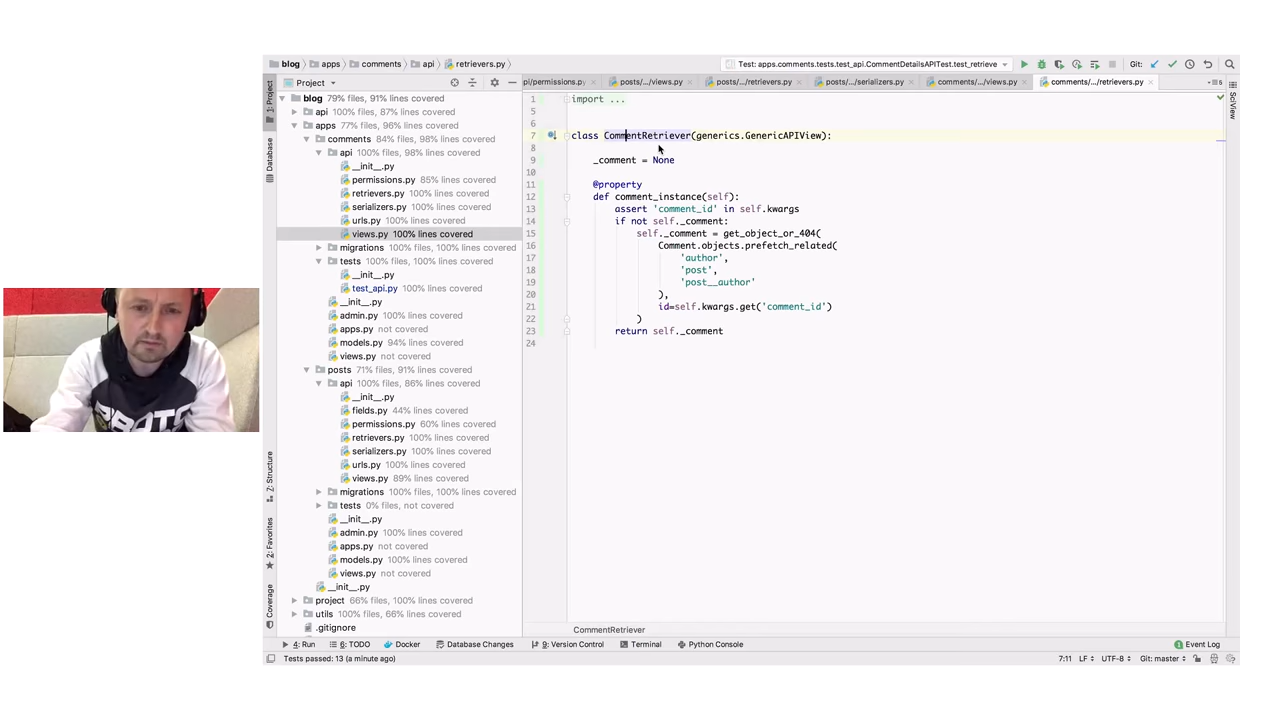 blog apps comments api retrievers.py Test: apps.comments.tests.test_api.CommentDetailsAPITest.test_retrieve Git:
Project pi/permissions.py posts/.../views.py posts/.../retrievers.py posts/.../serializers.py comments/.../views.py comments/.../retrievers.py
1: Project
Database
7: Structure
2: Favorites
Coverage
SciView
blog 79% files, 91% lines covered
api 100% files, 87% lines covered
apps 77% files, 96% lines covered
comments 84% files, 98% lines covered
api 100% files, 98% lines covered
__init__.py
permissions.py 85% lines covered
retrievers.py 100% lines covered
serializers.py 100% lines covered
urls.py 100% lines covered
views.py 100% lines covered
migrations 100% files, 100% lines covered
tests 100% files, 100% lines covered
__init__.py
test_api.py 100% lines covered
__init__.py
admin.py 100% lines covered
apps.py not covered
models.py 94% lines covered
views.py not covered
posts 71% files, 91% lines covered
api 100% files, 86% lines covered
__init__.py
fields.py 44% lines covered
permissions.py 60% lines covered
retrievers.py 100% lines covered
serializers.py 100% lines covered
urls.py 100% lines covered
views.py 89% lines covered
migrations 100% files, 100% lines covered
tests 0% files, not covered
__init__.py
admin.py 100% lines covered
apps.py not covered
models.py 100% lines covered
views.py not covered
__init__.py
project 66% files, 100% lines covered
utils 100% files, 66% lines covered
.gitignore
1 import ...
5
6
7 class CommentRetriever(generics.GenericAPIView):
8
9 _comment = None
10
11 @property
12 def comment_instance(self):
13 assert 'comment_id' in self.kwargs
14 if not self._comment:
15 self._comment = get_object_or_404(
16 Comment.objects.prefetch_related(
17 'author',
18 'post',
19 'post__author'
20 ),
21 id=self.kwargs.get('comment_id')
22 )
23 return self._comment
24
CommentRetriever
4: Run 6: TODO Docker Database Changes 9: Version Control Terminal Python Console 1 Event Log
Tests passed: 13 (a minute ago) 7:11 LF UTF-8 Git: master